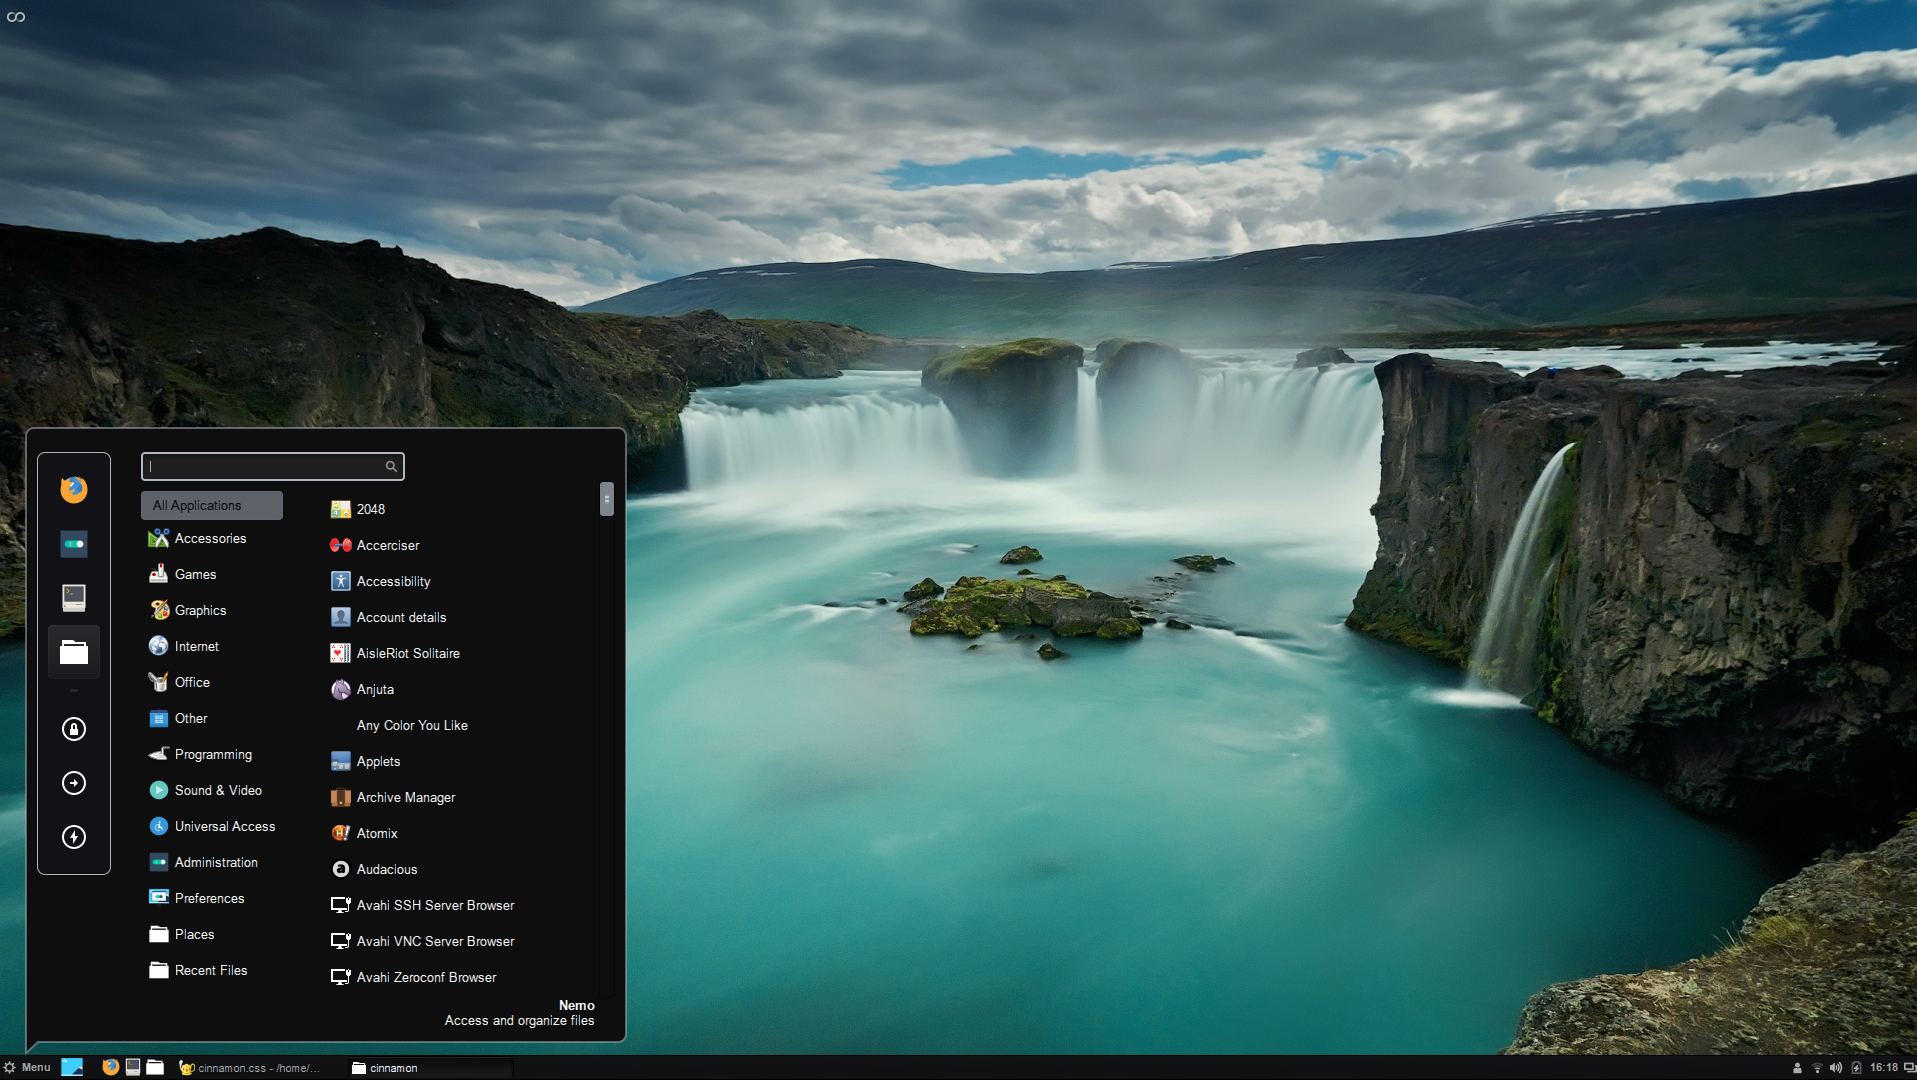 All Applications
Accessories
Games
Graphics
Internet
Office
Other
Programming
Sound & Video
Universal Access
Administration
Preferences
Places
Recent Files
2048
Accerciser
Accessibility
Account details
AisleRiot Solitaire
Anjuta
Any Color You Like
Applets
Archive Manager
Atomix
Audacious
Avahi SSH Server Browser
Avahi VNC Server Browser
Avahi Zeroconf Browser
Nemo
Access and organize files
Menu
cinnamon.css - /home/...
cinnamon
16:18